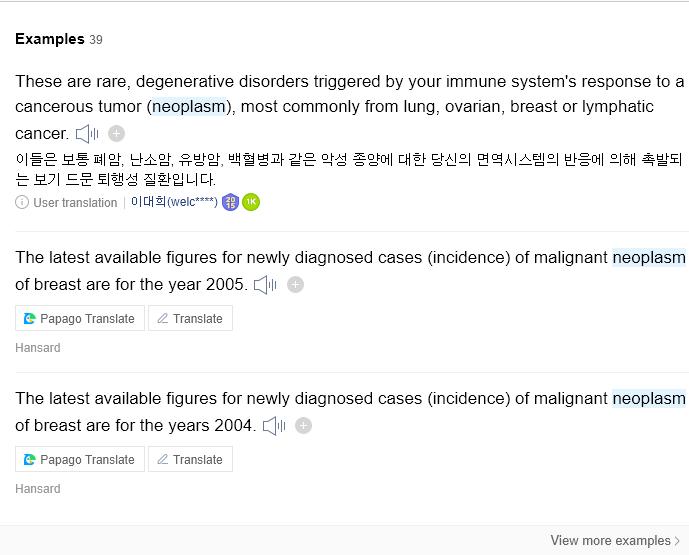 Examples 39
These are rare, degenerative disorders triggered by your immune system's response to a
cancerous tumor (neoplasm), most commonly from lung, ovarian, breast or lymphatic
cancer.
이들은 보통 폐암, 난소암, 유방암, 백혈병과 같은 악성 종양에 대한 당신의 면역시스템의 반응에 의해 촉발되
는 보기 드문 퇴행성 질환입니다.
User translation | 이대희(welc****) 2015 1K
The latest available figures for newly diagnosed cases (incidence) of malignant neoplasm
of breast are for the year 2005.
Papago Translate Translate
Hansard
The latest available figures for newly diagnosed cases (incidence) of malignant neoplasm
of breast are for the years 2004.
Papago Translate Translate
Hansard
View more examples >